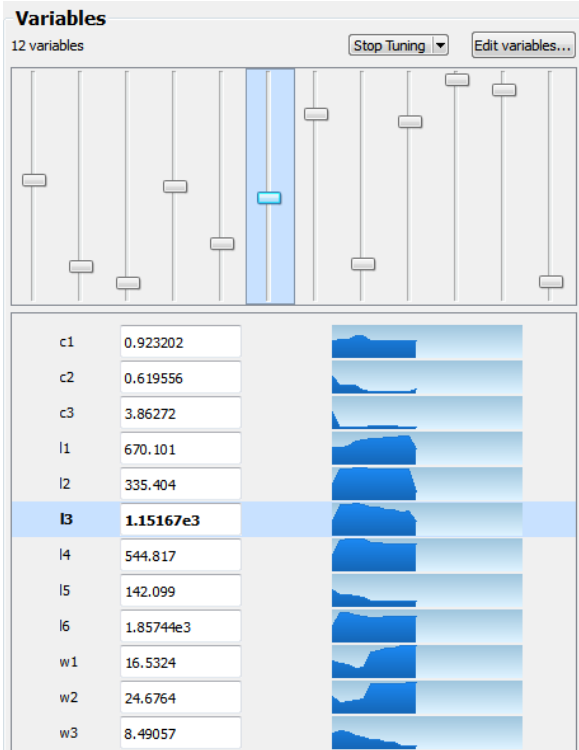 Variables
12 variables Stop Tuning Edit variables...
c1 0.923202
c2 0.619556
c3 3.86272
l1 670.101
l2 335.404
l3 1.15167e3
l4 544.817
l5 142.099
l6 1.85744e3
w1 16.5324
w2 24.6764
w3 8.49057